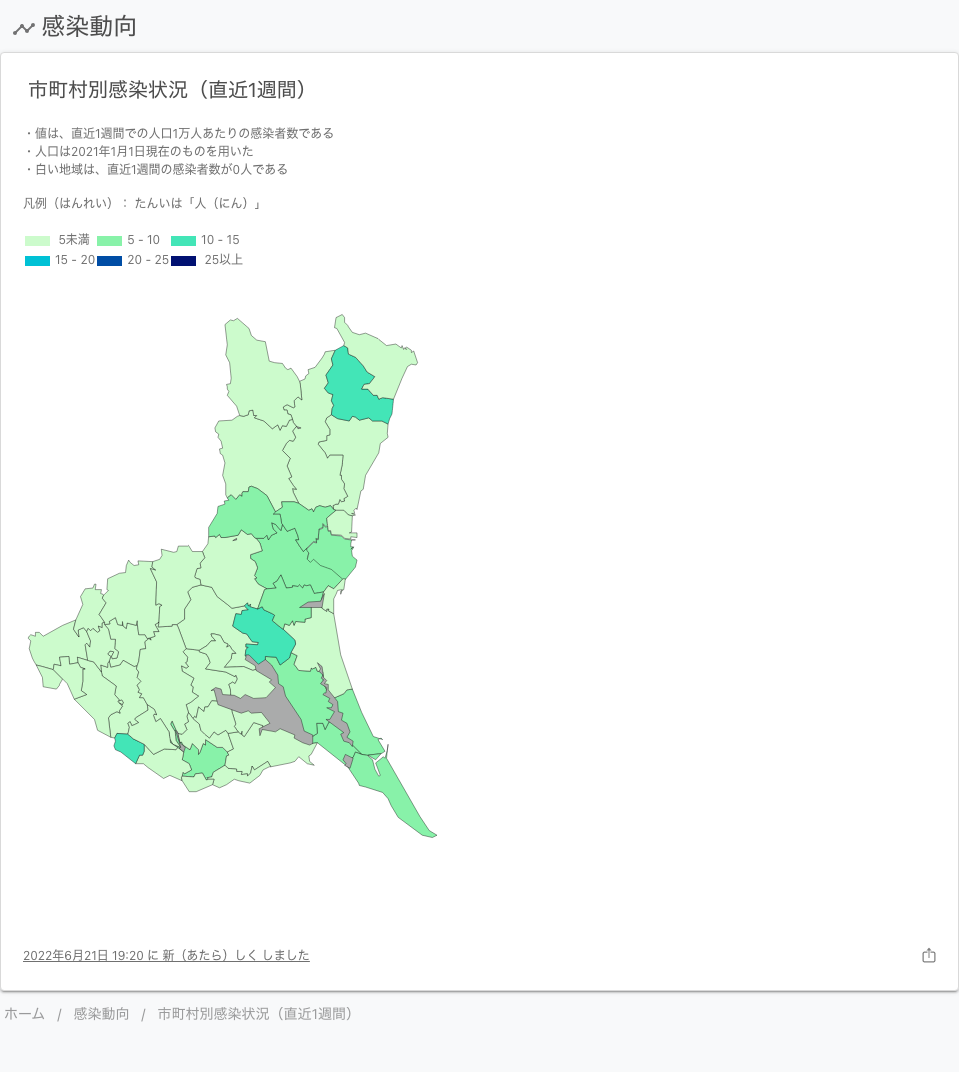 感染動向
市町村別感染状況（直近1週間）
・値は、直近1週間での人口1万人あたりの感染者数である
・人口は2021年1月1日現在のものを用いた
・白い地域は、直近1週間の感染者数が0人である
凡例（はんれい）： たんいは「人（にん）」
5未満 5 - 10 10 - 15
15 - 20 20 - 25 25以上
2022年6月21日 19:20 に 新（あたら）しく しました
ホーム / 感染動向 / 市町村別感染状況（直近1週間）